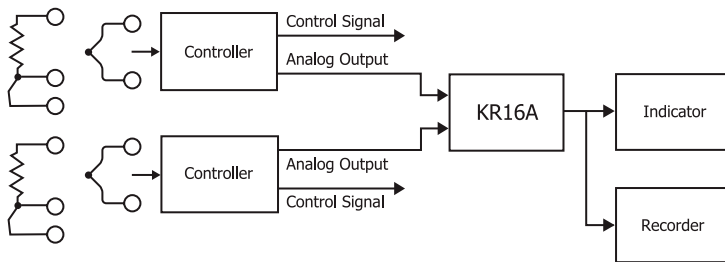 Control Signal
Controller
Analog Output
KR16A
Indicator
Controller
Analog Output
Control Signal
Recorder